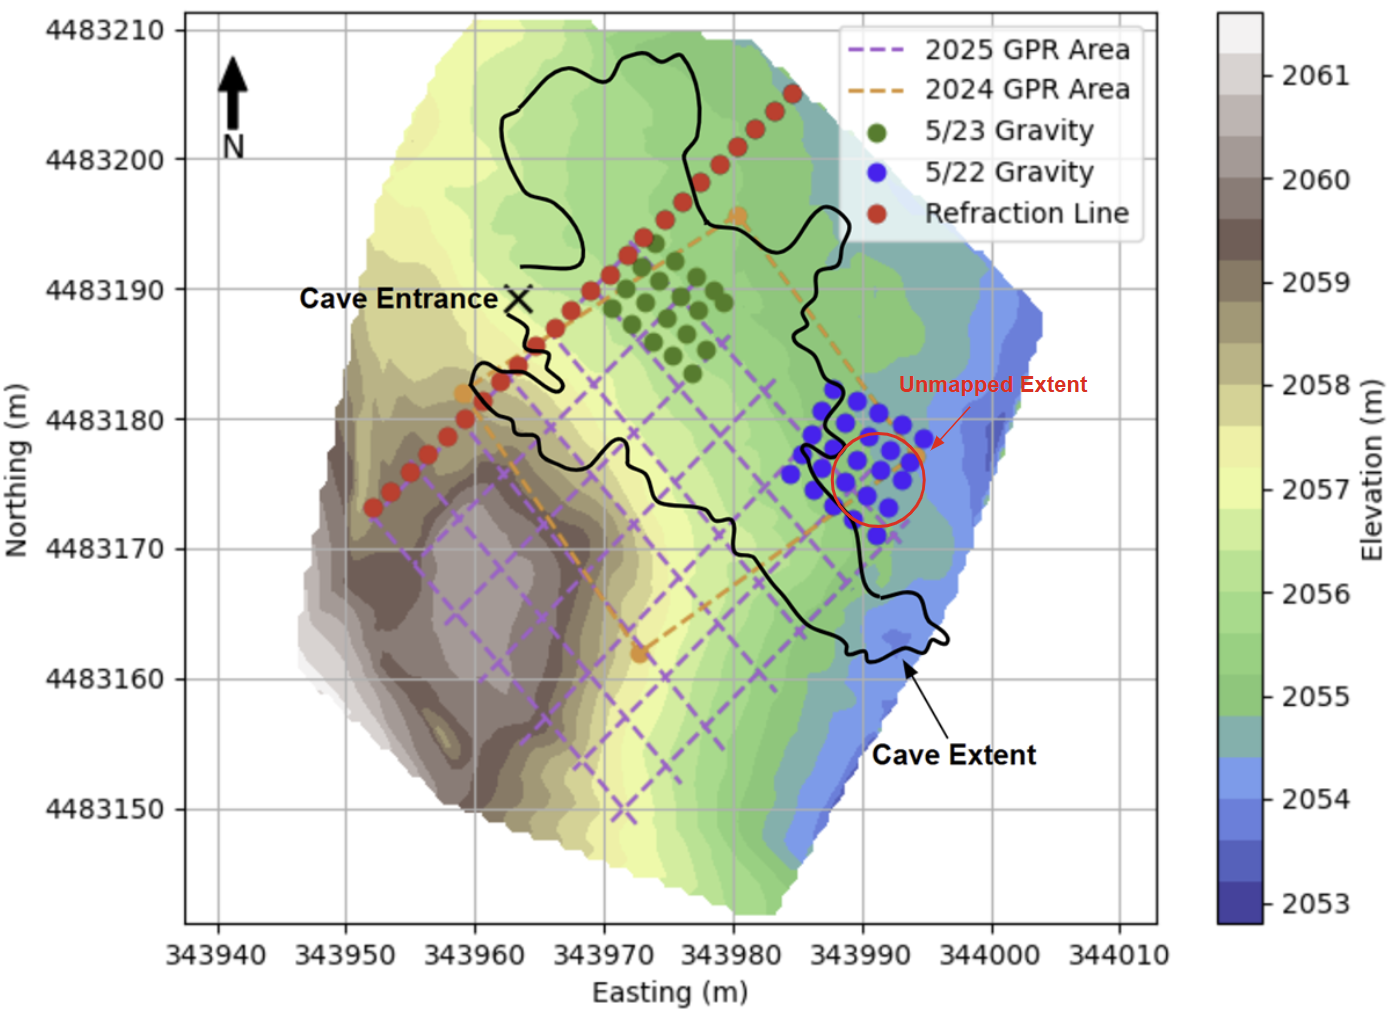 4483210
4483200
4483190
4483180
4483170
4483160
4483150
Northing (m)
N
2025 GPR Area
2024 GPR Area
5/23 Gravity
5/22 Gravity
Refraction Line
Cave Entrance
Unmapped Extent
Cave Extent
343940 343950 343960 343970 343980 343990 344000 344010
Easting (m)
2061
2060
2059
2058
2057
2056
2055
2054
2053
Elevation (m)